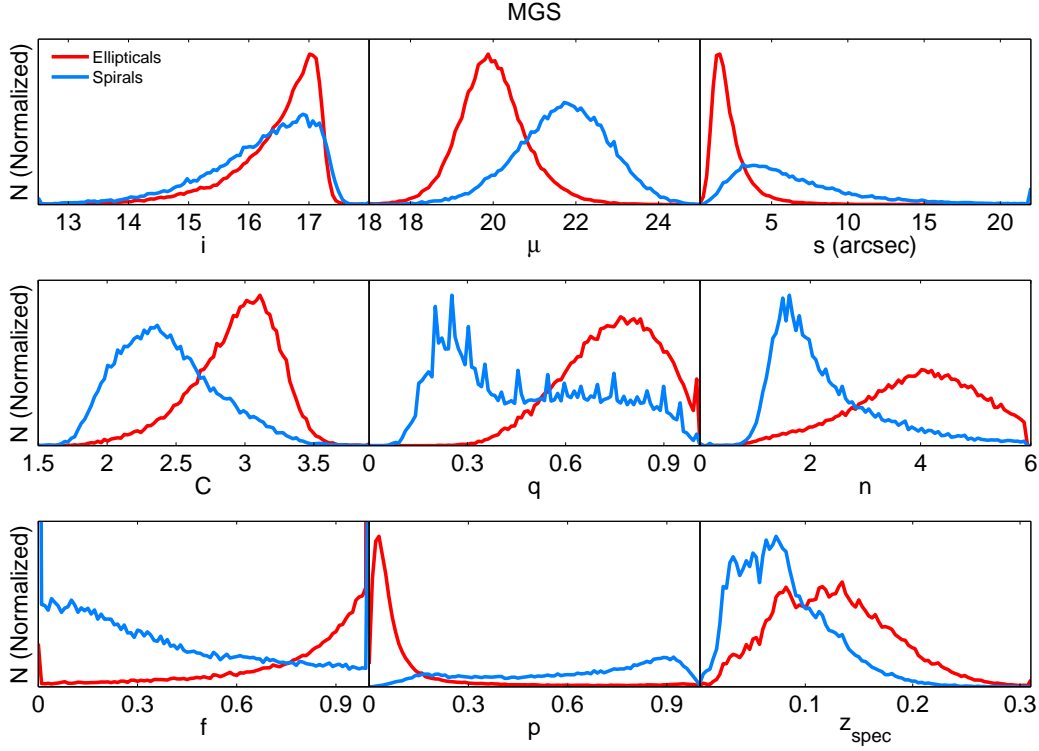 MGS
Ellipticals
Spirals
N (Normalized)
13 14 15 16 17 18
i
18 20 22 24
μ
5 10 15 20
s (arcsec)
N (Normalized)
1.5 2 2.5 3 3.5
C
0 0.3 0.6 0.9
q
0 2 4 6
n
N (Normalized)
0 0.3 0.6 0.9
f
0 0.3 0.6 0.9
p
0.1 0.2 0.3
z_spec